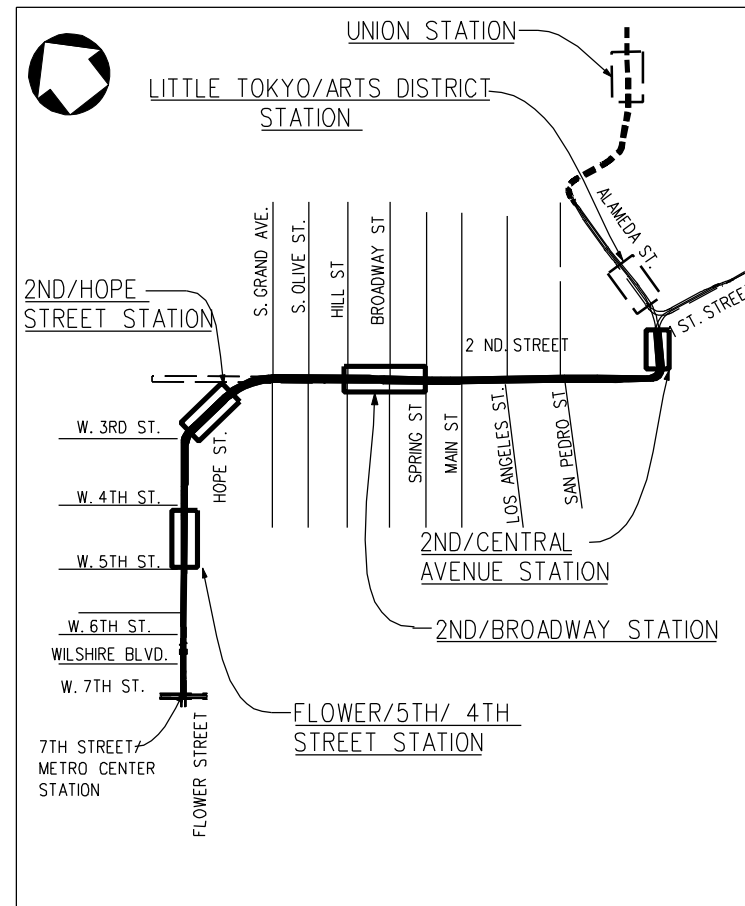 UNION STATION
LITTLE TOKYO/ARTS DISTRICT
STATION
ALAMEDA ST.
1 ST. STREET
S. GRAND AVE.
S. OLIVE ST.
HILL ST
BROADWAY ST
2ND/HOPE
STREET STATION
2 ND. STREET
W. 3RD ST.
HOPE ST.
SPRING ST
MAIN ST
LOS ANGELES ST.
SAN PEDRO ST.
W. 4TH ST.
W. 5TH ST.
2ND/CENTRAL
AVENUE STATION
W. 6TH ST.
2ND/BROADWAY STATION
WILSHIRE BLVD.
W. 7TH ST.
FLOWER/5TH/ 4TH
STREET STATION
7TH STREET/
METRO CENTER
STATION
FLOWER STREET